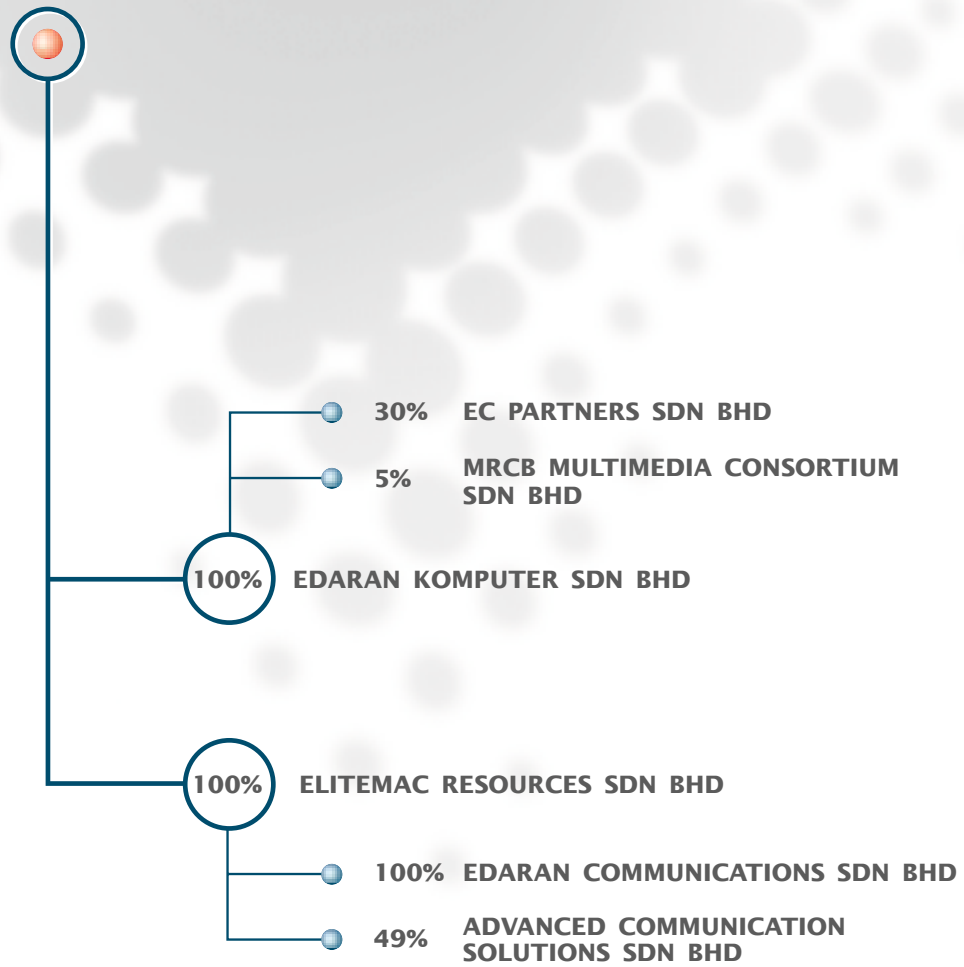 30% EC PARTNERS SDN BHD
5% MRCB MULTIMEDIA CONSORTIUM
SDN BHD
100% EDARAN KOMPUTER SDN BHD
100% ELITEMAC RESOURCES SDN BHD
100% EDARAN COMMUNICATIONS SDN BHD
49% ADVANCED COMMUNICATION
SOLUTIONS SDN BHD